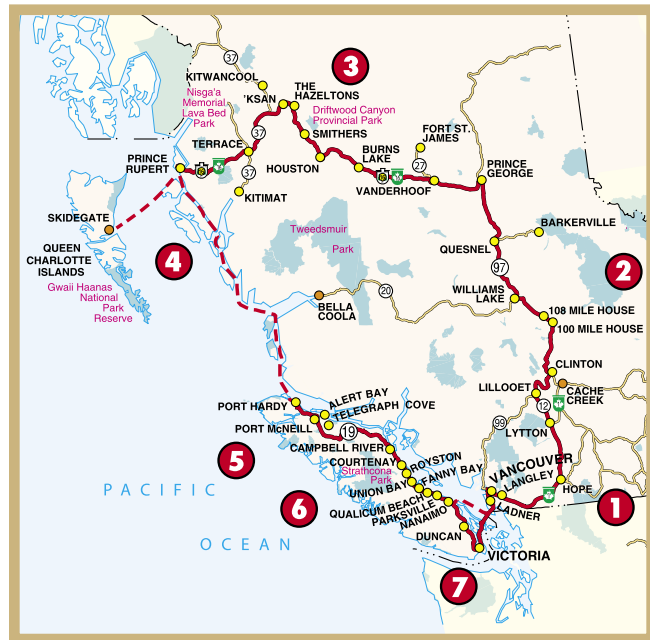 37
KITWANCOOL
3
THE
HAZELTONS
'KSAN
Nisg̱a'a
Memorial
Lava Bed
Park
Driftwood Canyon
Provincial Park
37
SMITHERS
FORT ST.
JAMES
TERRACE
BURNS
LAKE
PRINCE
RUPERT
HOUSTON
27
PRINCE
GEORGE
37
VANDERHOOF
KITIMAT
SKIDEGATE
BARKERVILLE
Tweedsmuir
Park
QUESNEL
QUEEN
CHARLOTTE
ISLANDS
4
97
2
Gwaii Haanas
National
Park
Reserve
20
WILLIAMS
LAKE
BELLA
COOLA
108 MILE HOUSE
100 MILE HOUSE
CLINTON
LILLOOET
CACHE
CREEK
ALERT BAY
PORT HARDY
TELEGRAPH COVE
12
PORT McNEILL
19
99
LYTTON
CAMPBELL RIVER
5
COURTENAY
ROYSTON
VANCOUVER
Strathcona
Park
FANNY BAY
LANGLEY
UNION BAY
HOPE
PACIFIC
QUALICUM BEACH
PARKSVILLE
LADNER
6
NANAIMO
1
DUNCAN
OCEAN
VICTORIA
7